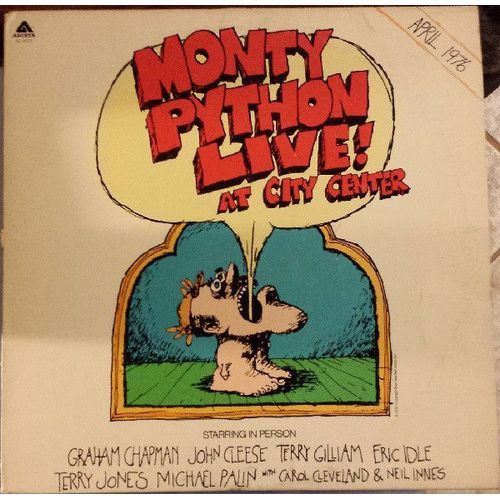 ARISTA
APRIL 1976
MONTY
PYTHON
LIVE!
AT CITY CENTER
STARRING IN PERSON
GRAHAM CHAPMAN JOHN CLEESE TERRY GILLIAM ERIC IDLE
TERRY JONES MICHAEL PALIN WITH CAROL CLEVELAND & NEIL INNES